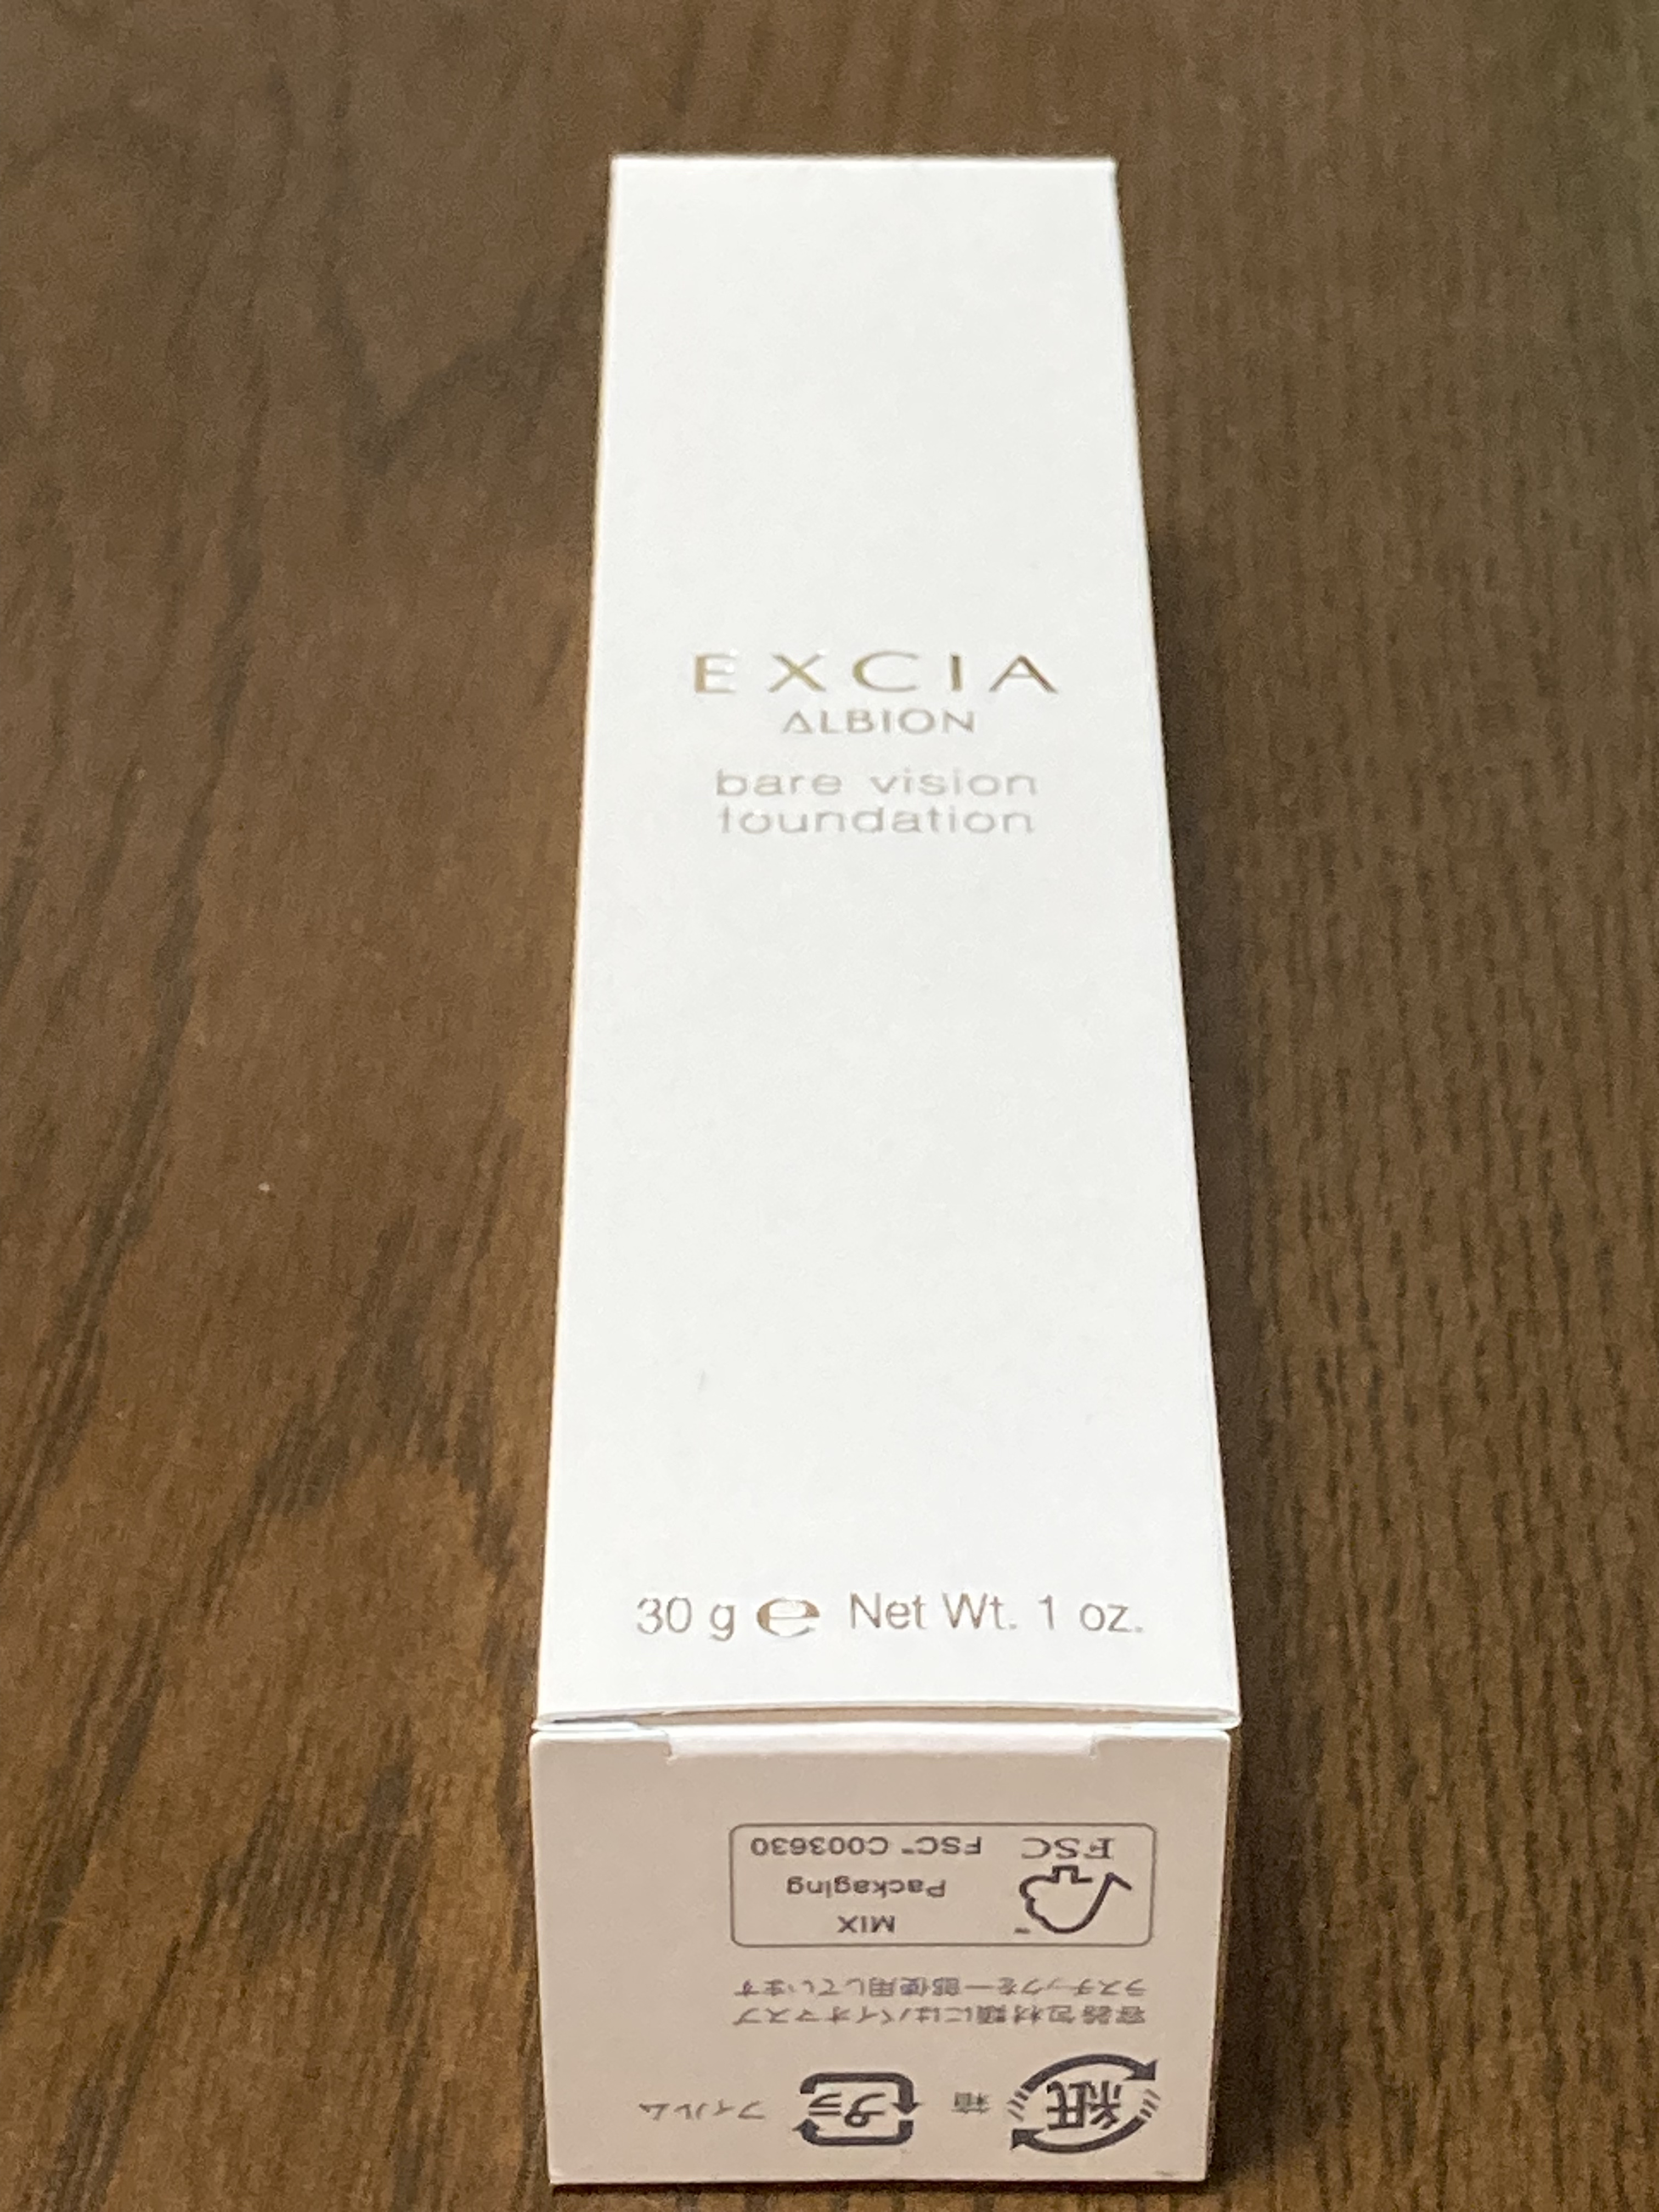 EXCIA
ALBION
bare vision
foundation
30 g ℮ Net Wt. 1 oz.
紙 箱 プラ フィルム
容器包材類にはバイオマスプ
ラスチックを一部使用しています
MIX
Packaging
FSC FSC™ C003630